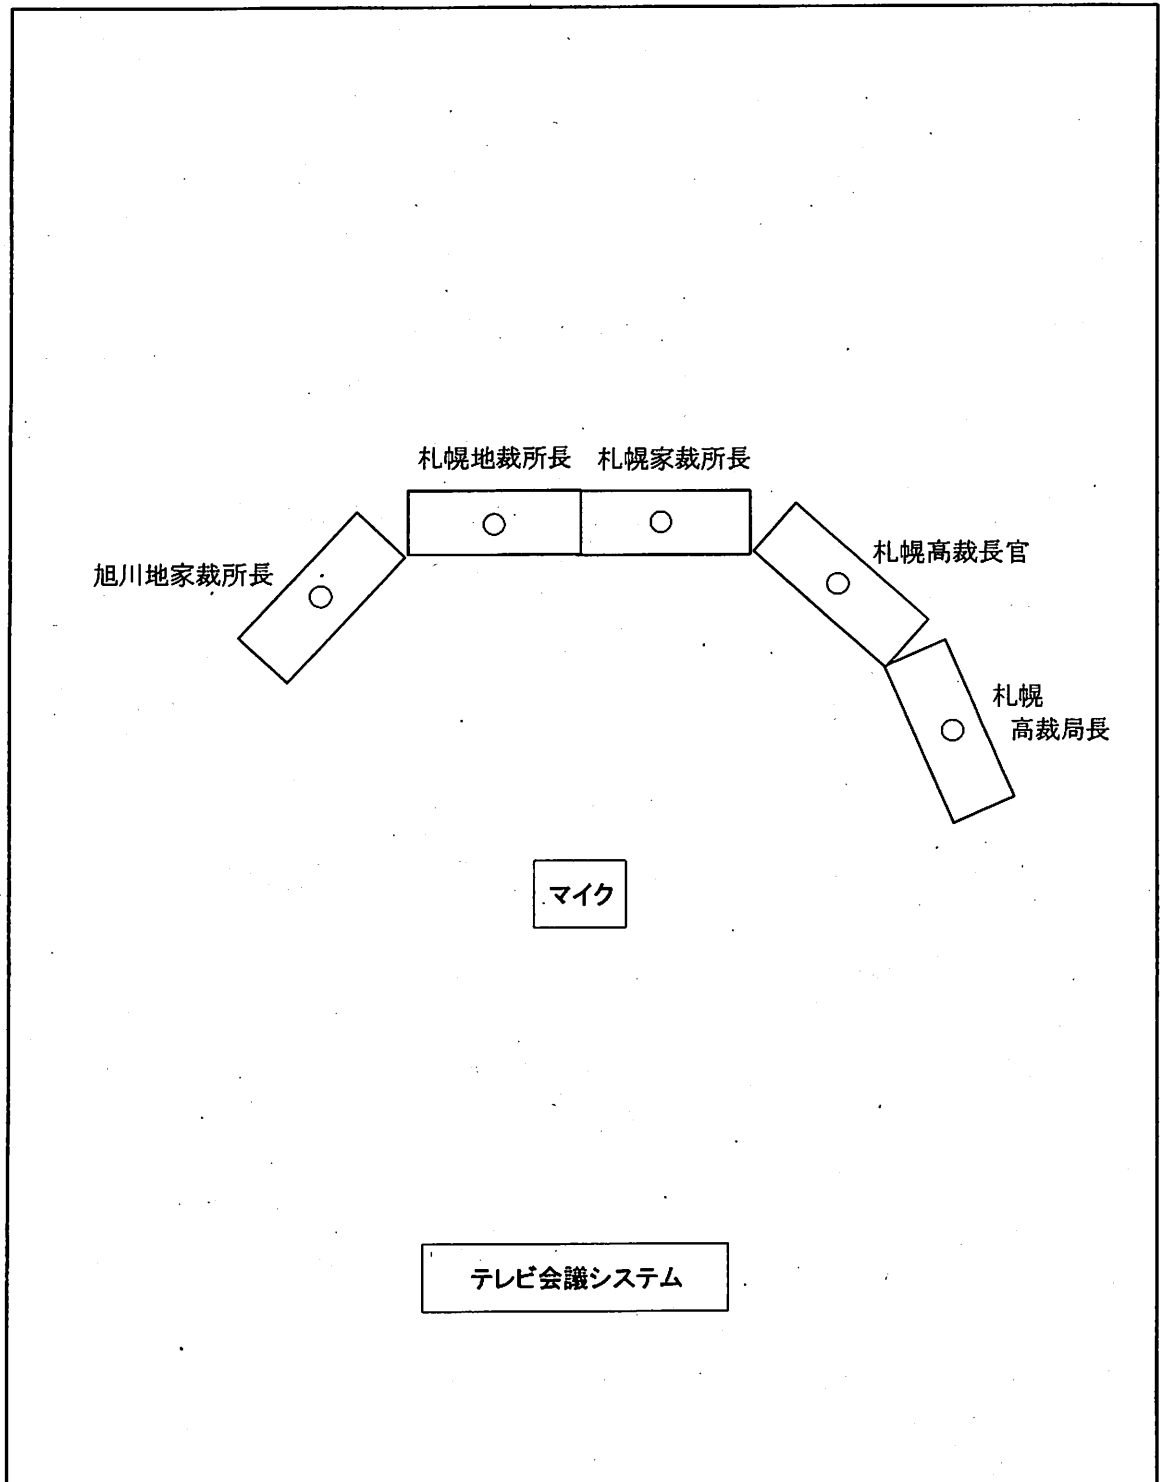 札幌地裁所長
札幌家裁所長
札幌高裁長官
旭川地家裁所長
札幌
高裁局長
マイク
テレビ会議システム